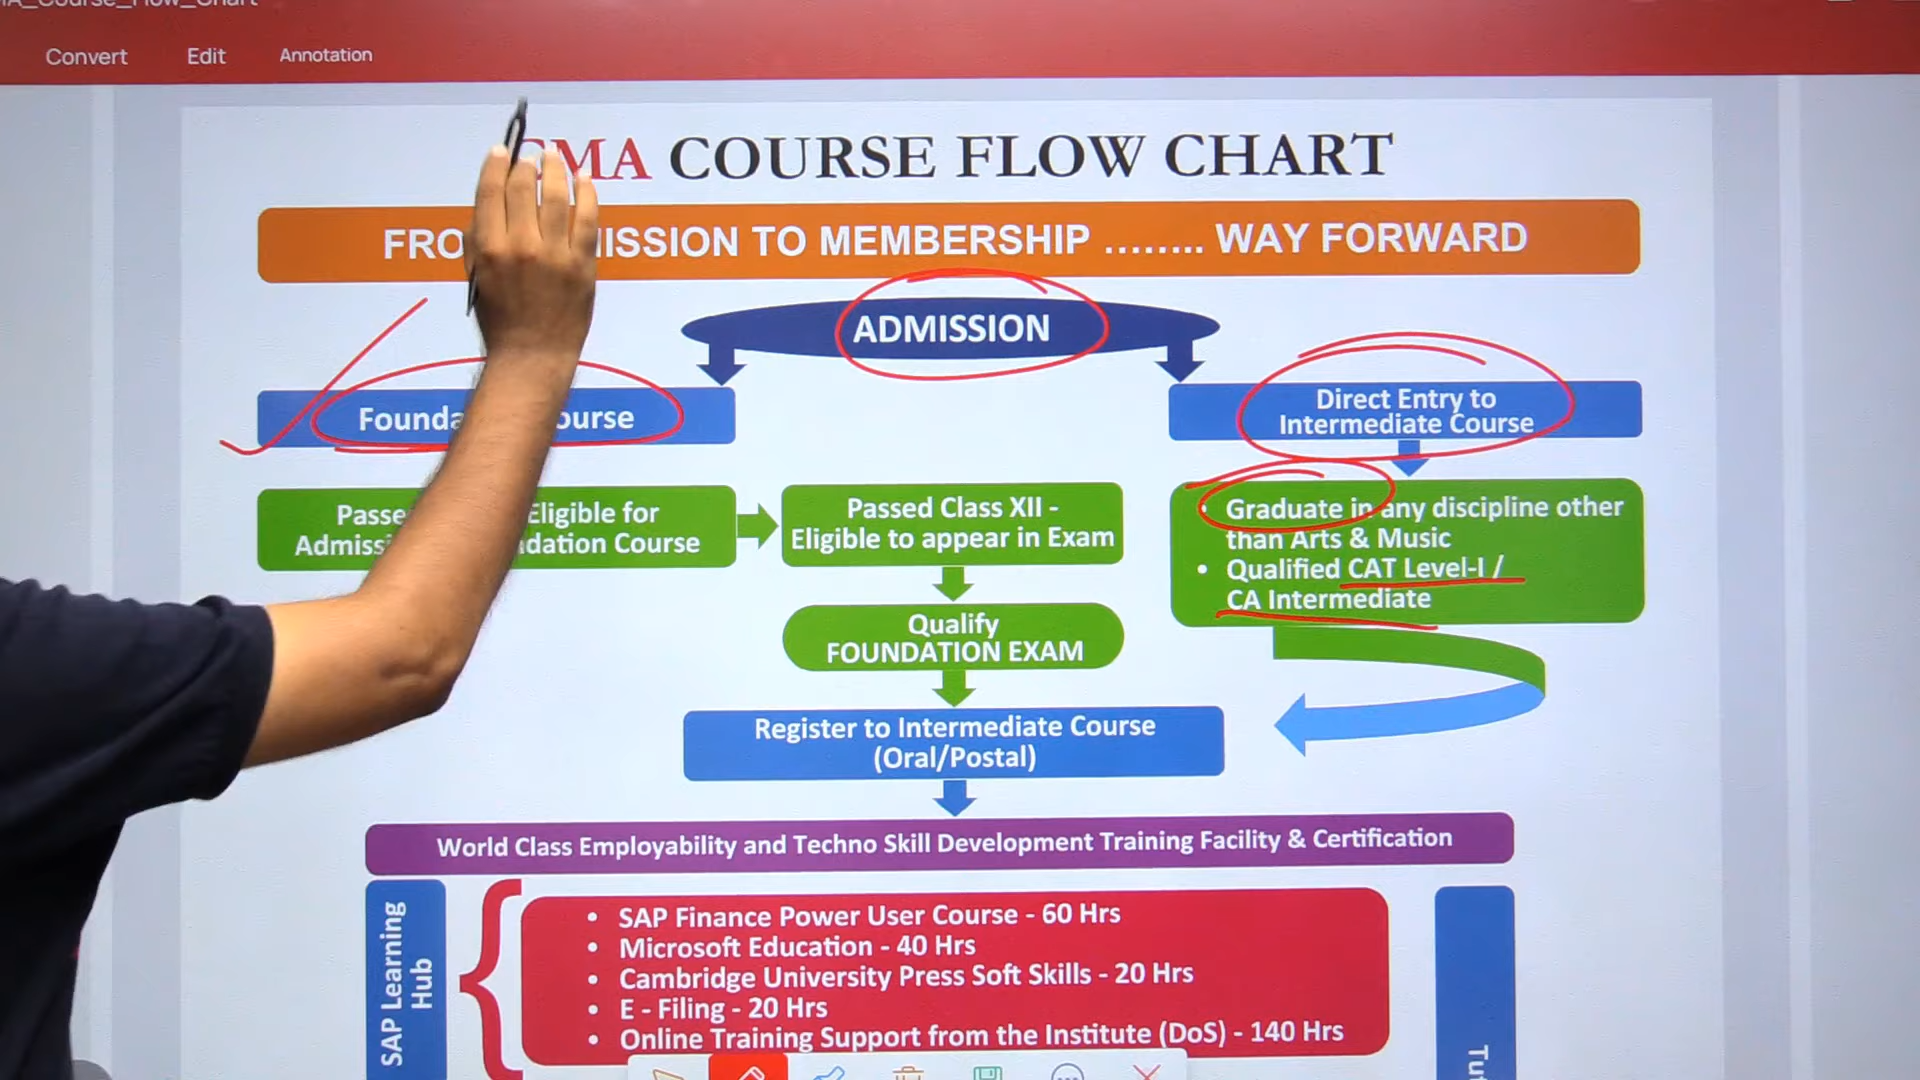 Convert
Edit
Annotation
CMA COURSE FLOW CHART
FRO ISSION TO MEMBERSHIP ........ WAY FORWARD
ADMISSION
Founda ourse
Direct Entry to
Intermediate Course
Passe Eligible for
Admiss dation Course
Passed Class XII -
Eligible to appear in Exam
• Graduate in any discipline other
than Arts & Music
• Qualified CAT Level-I /
CA Intermediate
Qualify
FOUNDATION EXAM
Register to Intermediate Course
(Oral/Postal)
World Class Employability and Techno Skill Development Training Facility & Certification
SAP Learning
Hub
• SAP Finance Power User Course - 60 Hrs
• Microsoft Education - 40 Hrs
• Cambridge University Press Soft Skills - 20 Hrs
• E - Filing - 20 Hrs
• Online Training Support from the Institute (DoS) - 140 Hrs